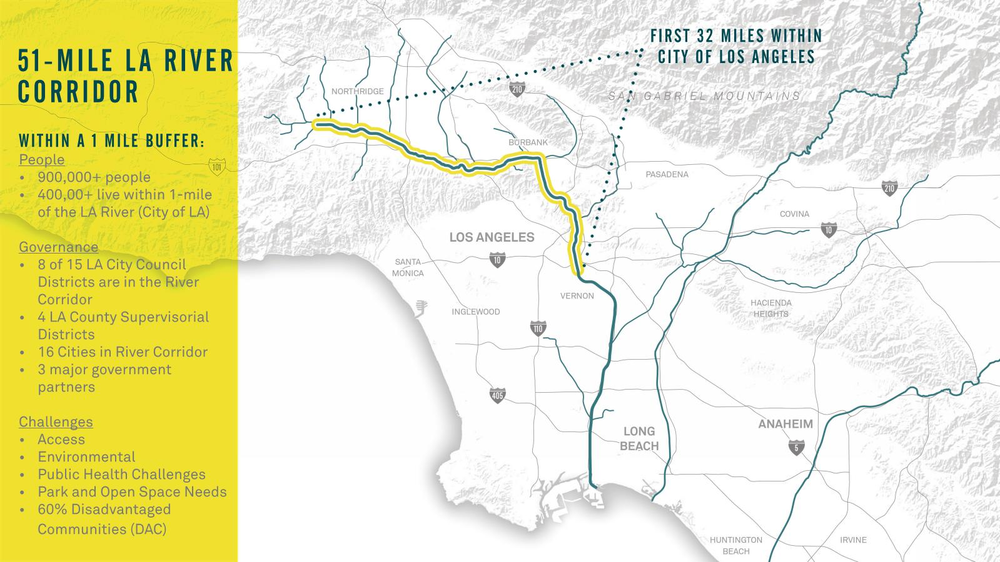 51-MILE LA RIVER
CORRIDOR
WITHIN A 1 MILE BUFFER:
People
• 900,000+ people
• 400,00+ live within 1-mile
of the LA River (City of LA)
Governance
• 8 of 15 LA City Council
Districts are in the River
Corridor
• 4 LA County Supervisorial
Districts
• 16 Cities in River Corridor
• 3 major government
partners
Challenges
• Access
• Environmental
• Public Health Challenges
• Park and Open Space Needs
• 60% Disadvantaged
Communities (DAC)
101
FIRST 32 MILES WITHIN
CITY OF LOS ANGELES
NORTHRIDGE
210
SAN GABRIEL MOUNTAINS
BURBANK
PASADENA
210
COVINA
10
LOS ANGELES
10
SANTA
MONICA
VERNON
INGLEWOOD
HACIENDA
HEIGHTS
110
405
LONG
BEACH
ANAHEIM
5
HUNTINGTON
BEACH
IRVINE